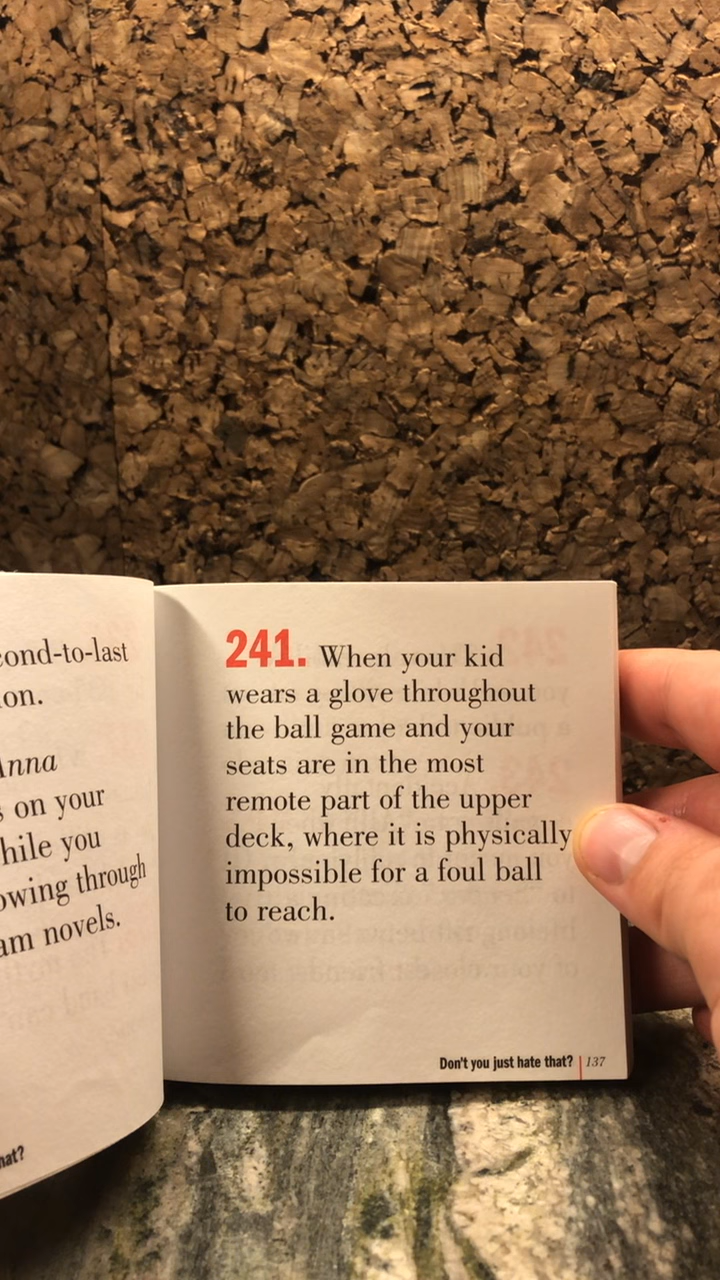 cond-to-last
on.
Anna
s on your
hile you
owing through
am novels.
hat?
241. When your kid
wears a glove throughout
the ball game and your
seats are in the most
remote part of the upper
deck, where it is physically
impossible for a foul ball
to reach.
Don't you just hate that? | 137